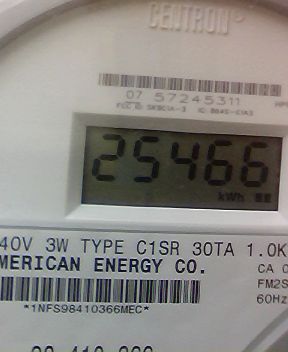 CENTRON®
07 57245311
25466
kWh
40V 3W TYPE C1SR 30TA 1.0K
MERICAN ENERGY CO.
CA 0
FM2S
60Hz
*1NFS98410366MEC*